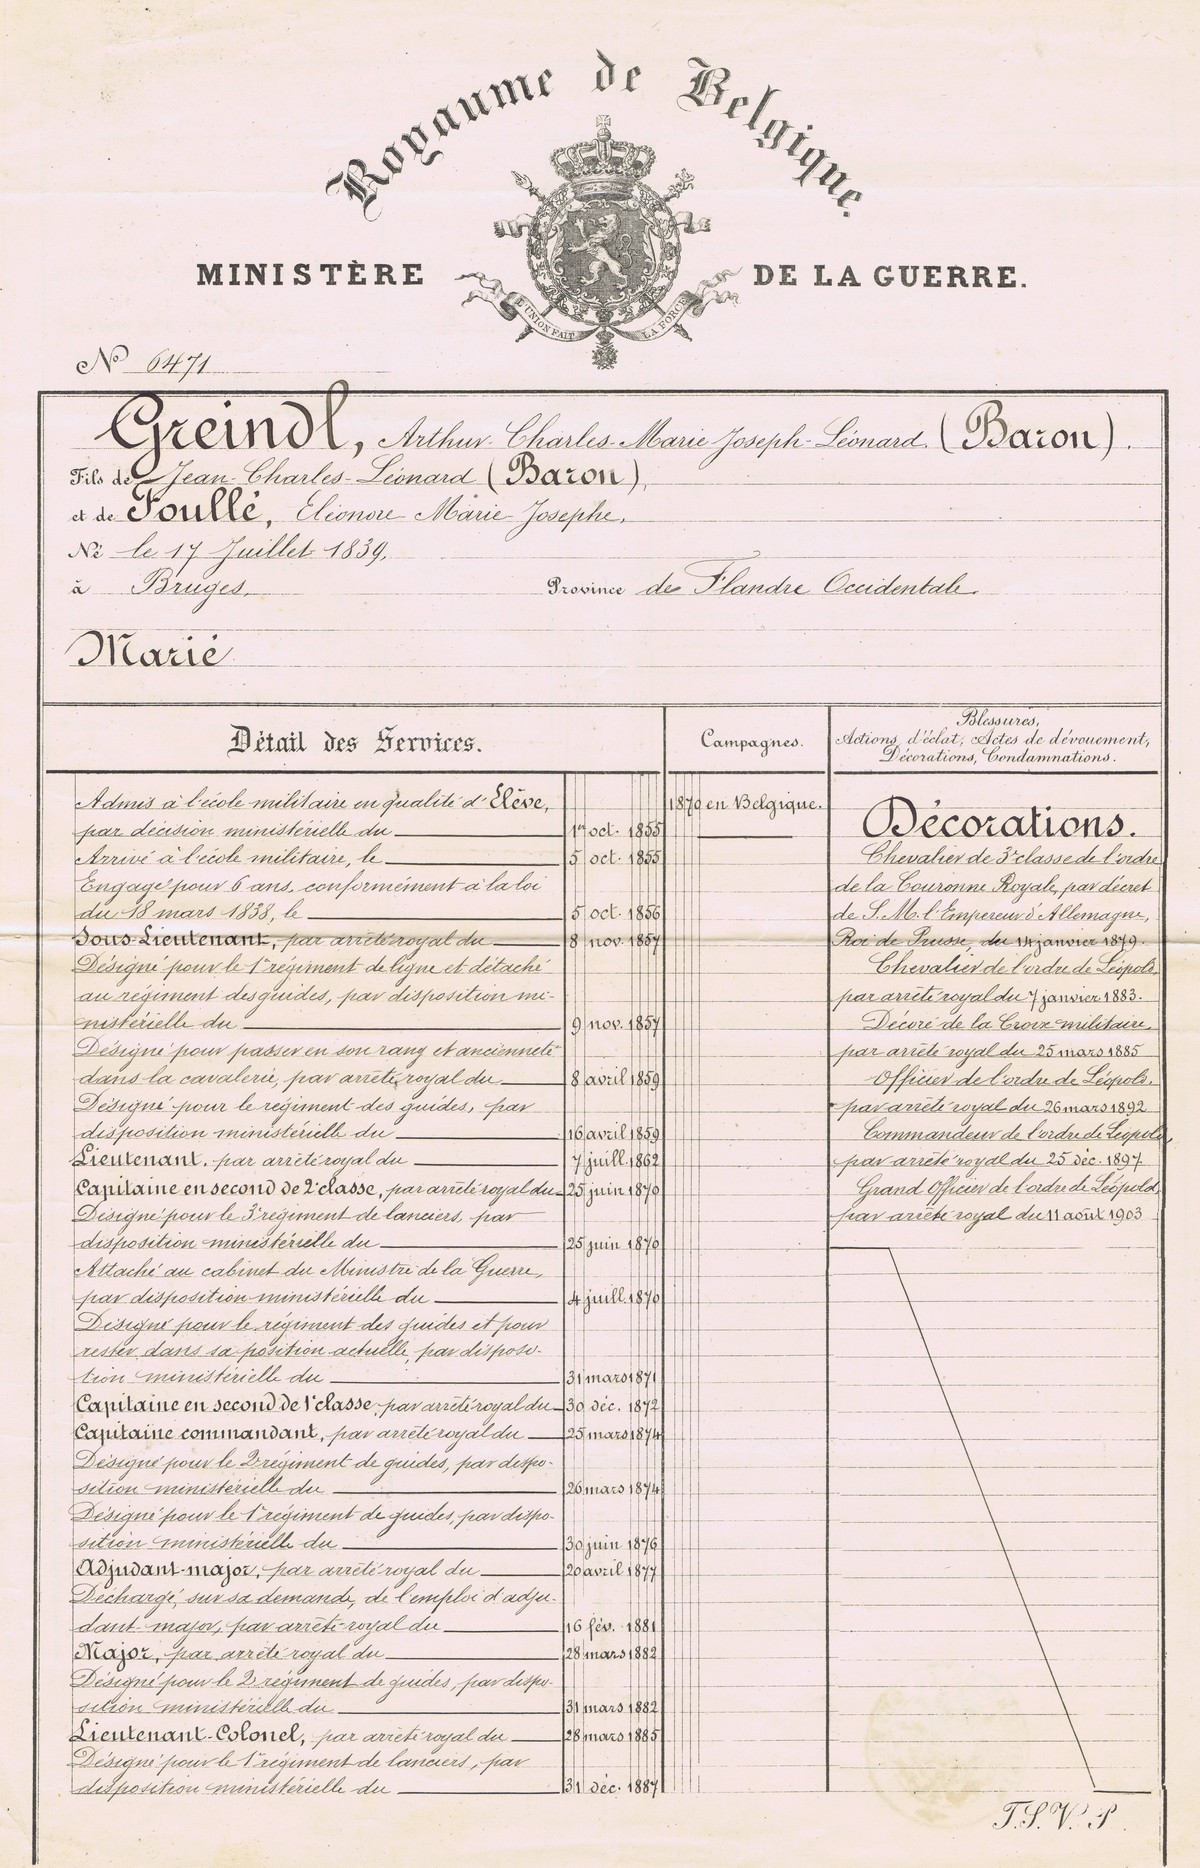 Royaume de Belgique.
MINISTÈRE DE LA GUERRE.
L'UNION FAIT LA FORCE
No 6471
Greindl, Arthur-Charles-Marie-Joseph-Léonard (Baron).
Fils de Jean-Charles-Léonard (Baron),
et de Foullé, Eléonore Marie Josephe,
Né le 17 Juillet 1839,
à Bruges, Province de Flandre Occidentale.
Marié
Détail des Services.
Campagnes.
Blessures,
Actions d'éclat, Actes de dévouement,
Décorations, Condamnations.
Admis à l'école militaire en qualité d'Elève,
par décision ministérielle du 1er oct. 1855
Arrivé à l'école militaire, le 5 oct. 1855
Engagé pour 6 ans, conformément à la loi
du 18 mars 1838, le 5 oct. 1856
Sous-Lieutenant, par arrêté royal du 8 nov. 1857
Désigné pour le 1r régiment de ligne et détaché
au régiment des guides, par disposition mi-
nistérielle du 9 nov. 1857
Désigné pour passer en son rang et ancienneté
dans la cavalerie, par arrêté royal du 8 avril 1859
Désigné pour le régiment des guides, par
disposition ministérielle du 16 avril 1859
Lieutenant, par arrêté royal du 7 juill. 1862
Capitaine en second de 2e classe, par arrêté royal du 25 juin 1870
Désigné pour le 3e régiment de lanciers, par
disposition ministérielle du 25 juin 1870
Attaché au cabinet du Ministre de la Guerre,
par disposition ministérielle du 4 juill. 1870
Désigné pour le régiment des guides et pour
rester dans sa position actuelle, par disposi-
tion ministérielle du 31 mars 1871
Capitaine en second de 1e classe, par arrêté royal du 30 déc. 1872
Capitaine commandant, par arrêté royal du 25 mars 1874
Désigné pour le 2e régiment de guides, par dispo-
sition ministérielle du 26 mars 1874
Désigné pour le 1r régiment de guides, par dispo-
sition ministérielle du 30 juin 1876
Adjudant-major, par arrêté royal du 20 avril 1877
Déchargé, sur sa demande, de l'emploi d'adju-
dant-major, par arrêté royal du 16 fév. 1881
Major, par arrêté royal du 28 mars 1882
Désigné pour le 2e régiment de guides, par dispo-
sition ministérielle du 31 mars 1882
Lieutenant-Colonel, par arrêté royal du 28 mars 1885
Désigné pour le 1r régiment de lanciers, par
disposition ministérielle du 31 déc. 1887
1870 en Belgique.
Décorations.
Chevalier de 3e classe de l'ordre
de la Couronne Royale, par décret
de S. M. l'Empereur d'Allemagne,
Roi de Prusse, du 14 janvier 1879.
Chevalier de l'ordre de Léopold
par arrêté royal du 7 janvier 1883.
Décoré de la Croix militaire,
par arrêté royal du 25 mars 1885
Officier de l'ordre de Léopold,
par arrêté royal du 26 mars 1892
Commandeur de l'ordre de Léopold,
par arrêté royal du 25 déc. 1897
Grand Officier de l'ordre de Léopold,
par arrêté royal du 11 août 1903
T.S.V.P.